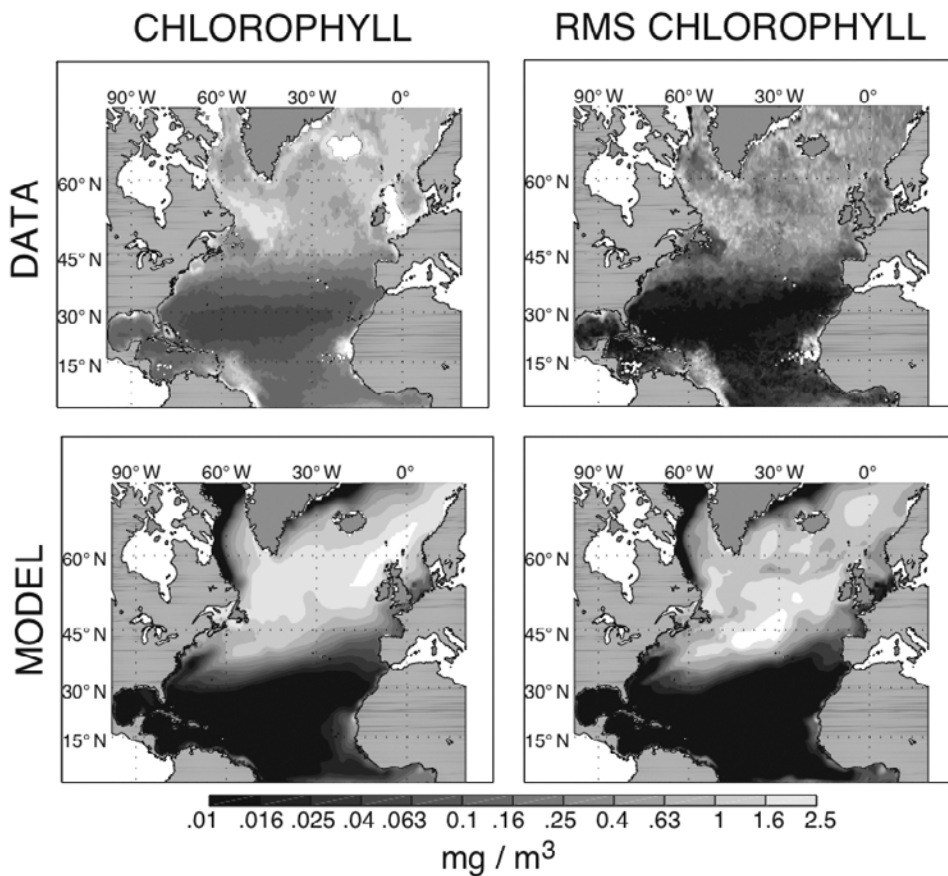 CHLOROPHYLL
RMS CHLOROPHYLL
DATA
90° W 60° W 30° W 0°
60° N
45° N
30° N
15° N
90° W 60° W 30° W 0°
60° N
45° N
30° N
15° N
MODEL
90° W 60° W 30° W 0°
60° N
45° N
30° N
15° N
90° W 60° W 30° W 0°
60° N
45° N
30° N
15° N
.01 .016 .025 .04 .063 0.1 .16 .25 0.4 .63 1 1.6 2.5
mg / m³